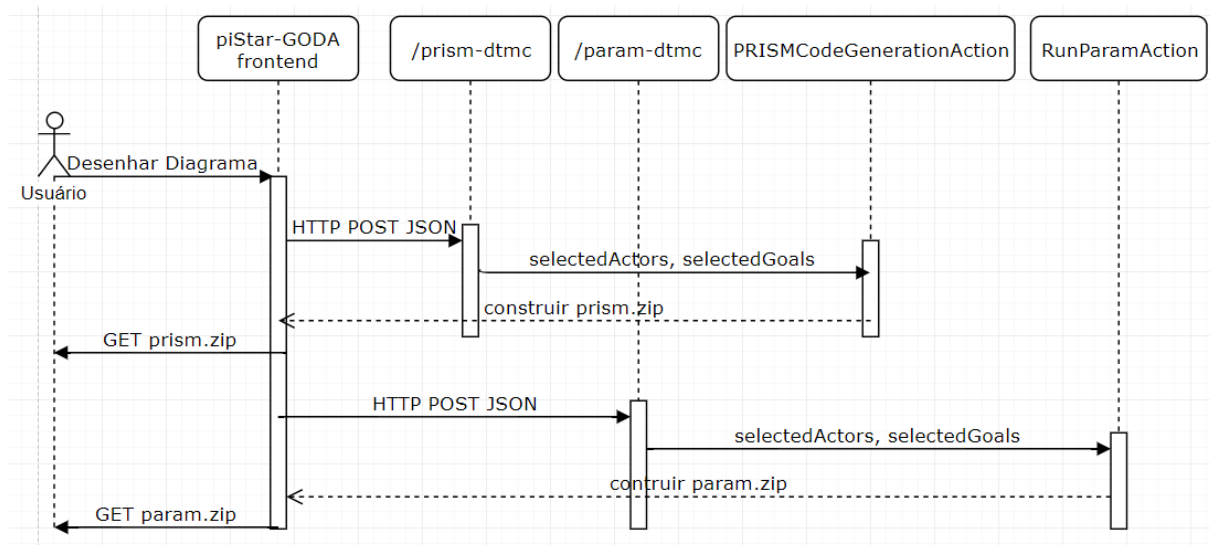 piStar-GODA
frontend
/prism-dtmc
/param-dtmc
PRISMCodeGenerationAction
RunParamAction
Desenhar Diagrama
Usuário
HTTP POST JSON
selectedActors, selectedGoals
construir prism.zip
GET prism.zip
HTTP POST JSON
selectedActors, selectedGoals
contruir param.zip
GET param.zip